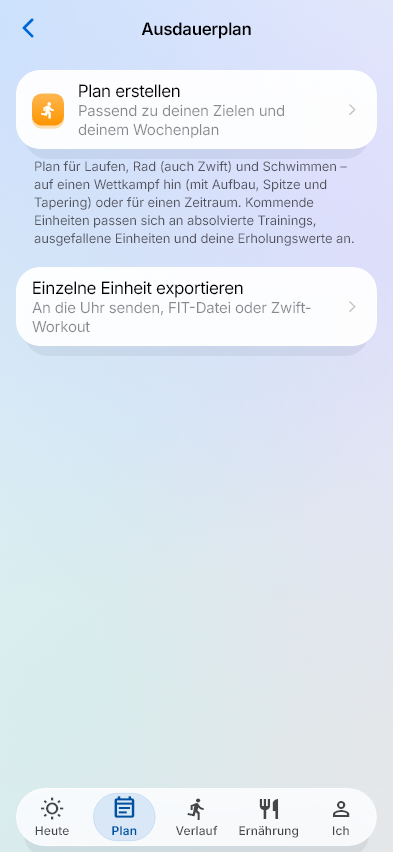 Ausdauerplan
Plan erstellen
Passend zu deinen Zielen und
deinem Wochenplan
Plan für Laufen, Rad (auch Zwift) und Schwimmen –
auf einen Wettkampf hin (mit Aufbau, Spitze und
Tapering) oder für einen Zeitraum. Kommende
Einheiten passen sich an absolvierte Trainings,
ausgefallene Einheiten und deine Erholungswerte an.
Einzelne Einheit exportieren
An die Uhr senden, FIT-Datei oder Zwift-
Workout
Heute
Plan
Verlauf
Ernährung
Ich